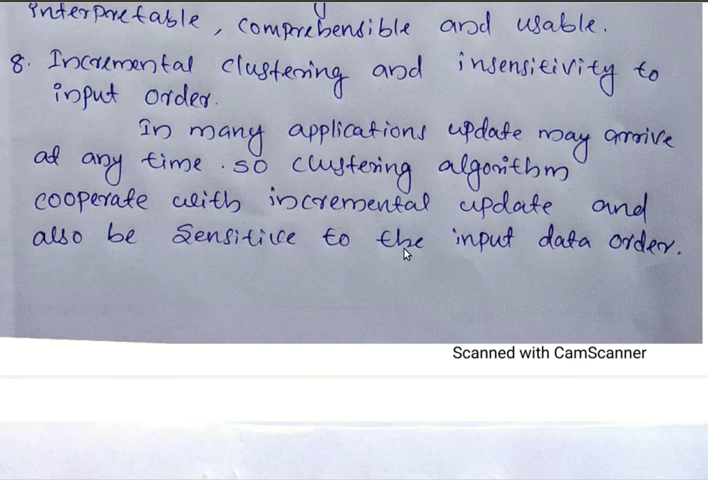 interpretable, comprehensible and usable.
8. Incremental clustering and insensitivity to
input order.
In many applications update may arrive
at any time. so clustering algorithm
cooperate with incremental update and
also be sensitive to the input data order.
Scanned with CamScanner